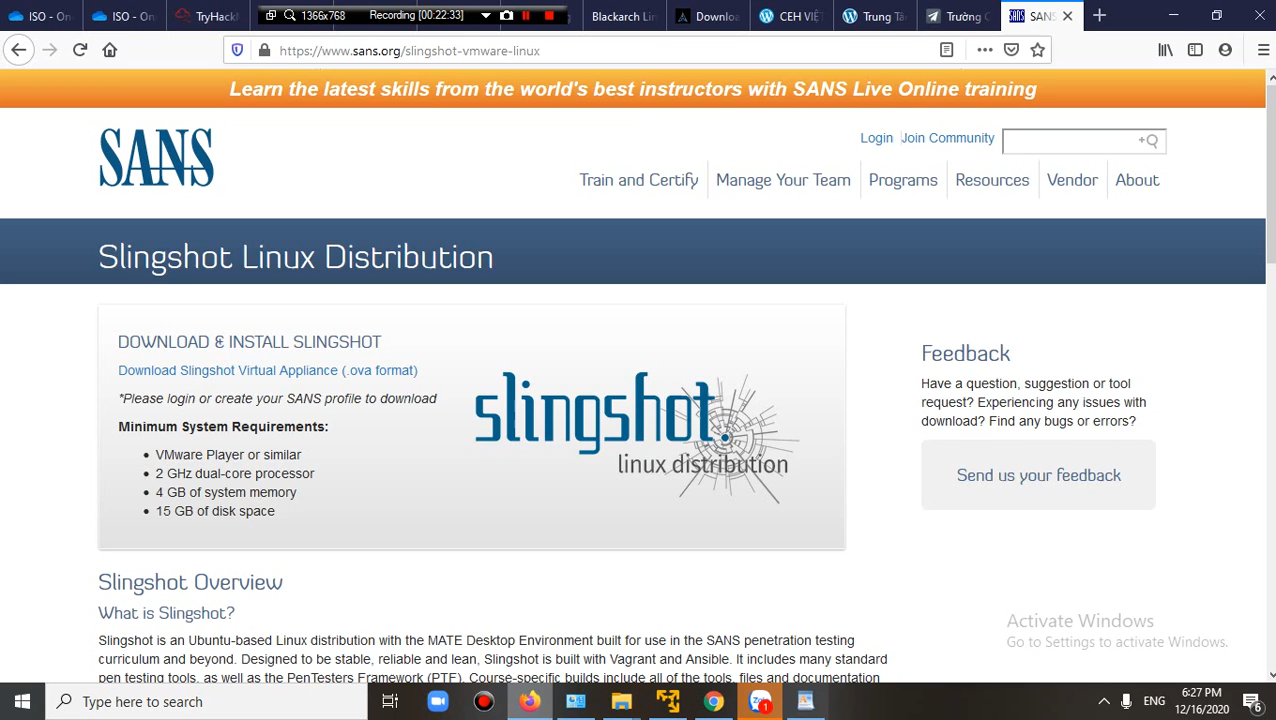 ISO - On
ISO - On
TryHack
1366x768
Recording [00:22:33]
Blackarch Lin
Downloa
CEH VIỆT
Trung Tâ
Trường C
SANS
https://www.sans.org/slingshot-vmware-linux
Learn the latest skills from the world's best instructors with SANS Live Online training
SANS
Login
Join Community
Train and Certify
Manage Your Team
Programs
Resources
Vendor
About
Slingshot Linux Distribution
DOWNLOAD & INSTALL SLINGSHOT
Download Slingshot Virtual Appliance (.ova format)
*Please login or create your SANS profile to download
Minimum System Requirements:
VMware Player or similar
2 GHz dual-core processor
4 GB of system memory
15 GB of disk space
slingshot
linux distribution
Feedback
Have a question, suggestion or tool
request? Experiencing any issues with
download? Find any bugs or errors?
Send us your feedback
Slingshot Overview
What is Slingshot?
Slingshot is an Ubuntu-based Linux distribution with the MATE Desktop Environment built for use in the SANS penetration testing
curriculum and beyond. Designed to be stable, reliable and lean, Slingshot is built with Vagrant and Ansible. It includes many standard
pen testing tools, as well as the PenTesters Framework (PTF). Course-specific builds include all of the tools, files and documentation
Activate Windows
Go to Settings to activate Windows.
Type here to search
1
ENG
6:27 PM
12/16/2020
6